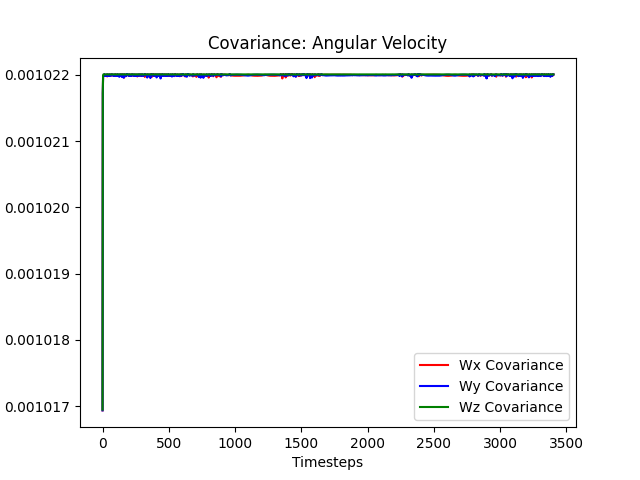 Covariance: Angular Velocity
0.001022
0.001021
0.001020
0.001019
0.001018
0.001017
0 500 1000 1500 2000 2500 3000 3500
Timesteps
Wx Covariance
Wy Covariance
Wz Covariance